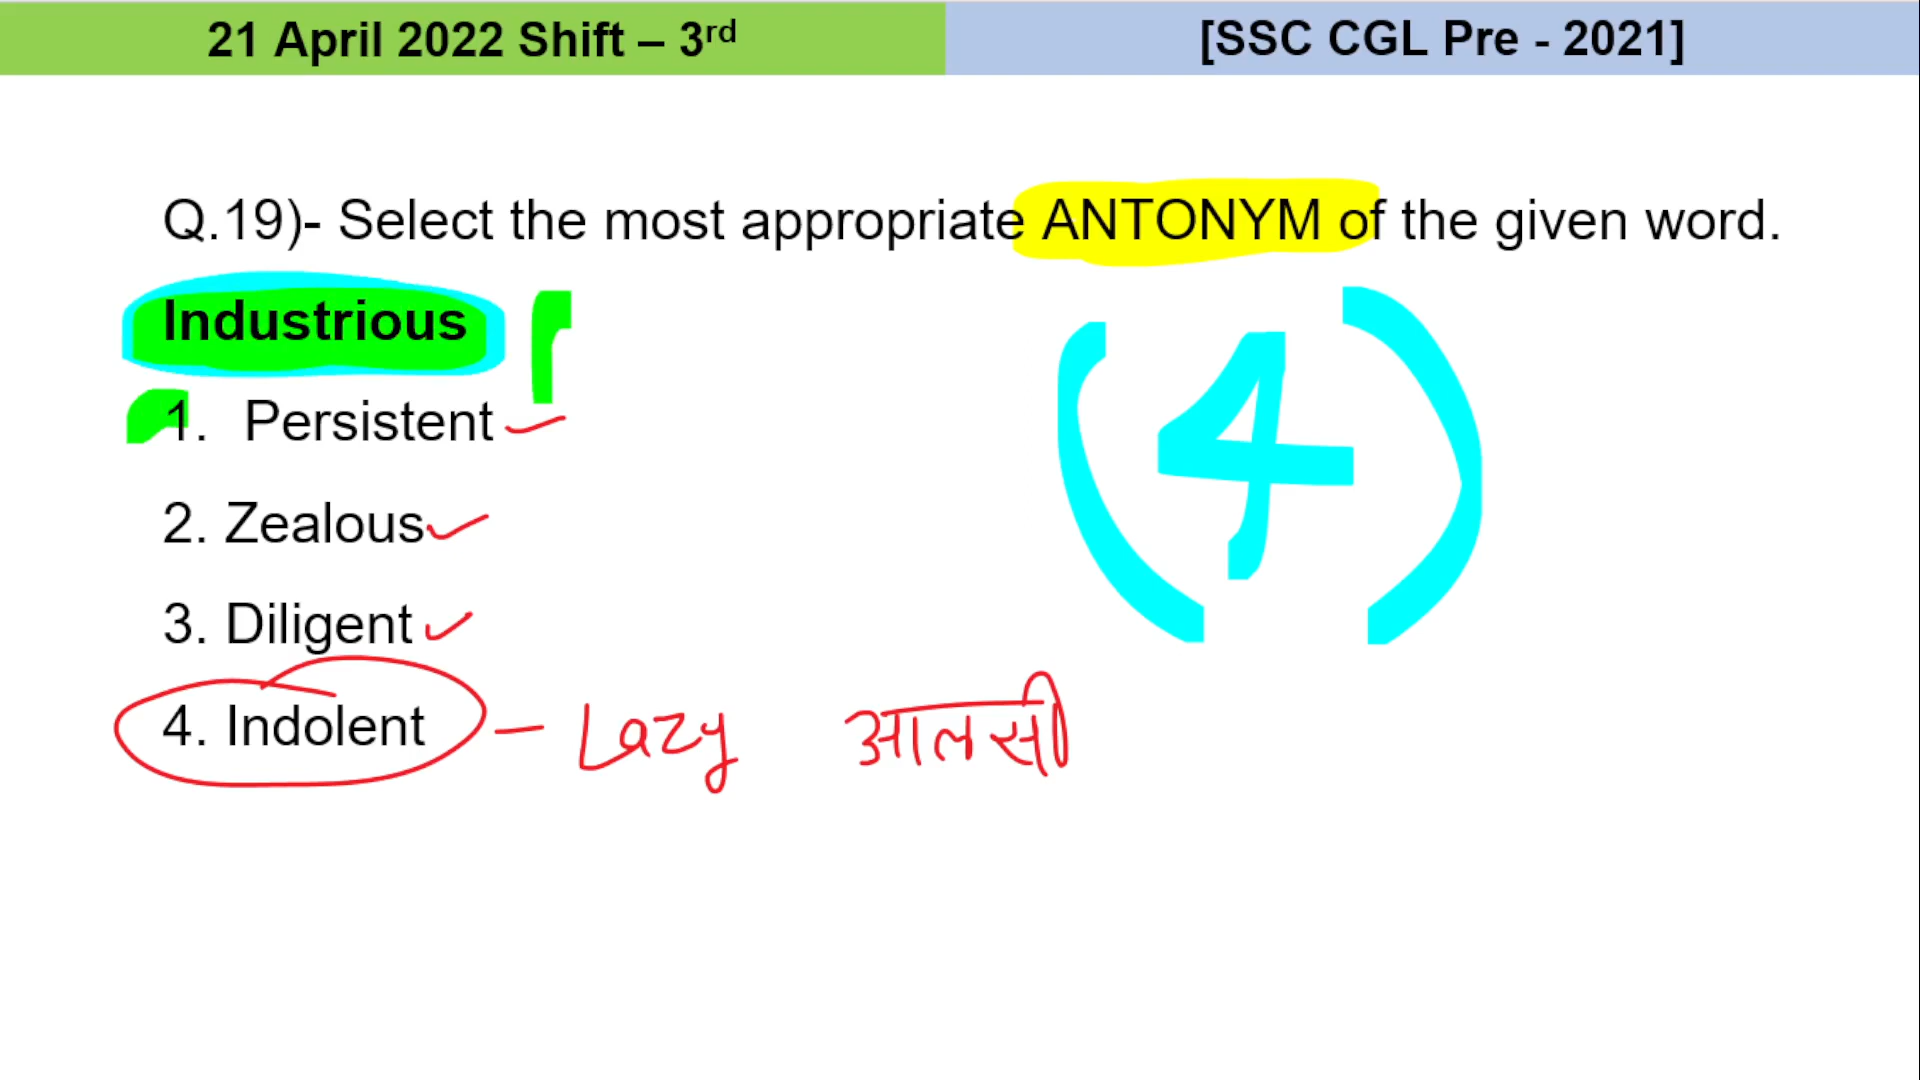 21 April 2022 Shift – 3rd
[SSC CGL Pre - 2021]
Q.19)- Select the most appropriate ANTONYM of the given word.
Industrious
1. Persistent
2. Zealous
3. Diligent
4. Indolent – Lazy आलसी
(4)